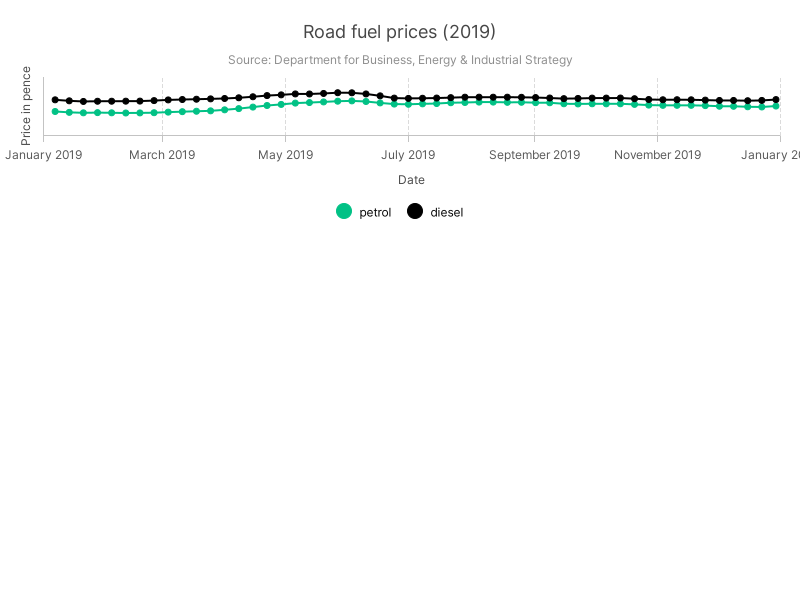 Road fuel prices (2019)
Source: Department for Business, Energy & Industrial Strategy
Price in pence
January 2019
March 2019
May 2019
July 2019
September 2019
November 2019
January
Date
petrol
diesel